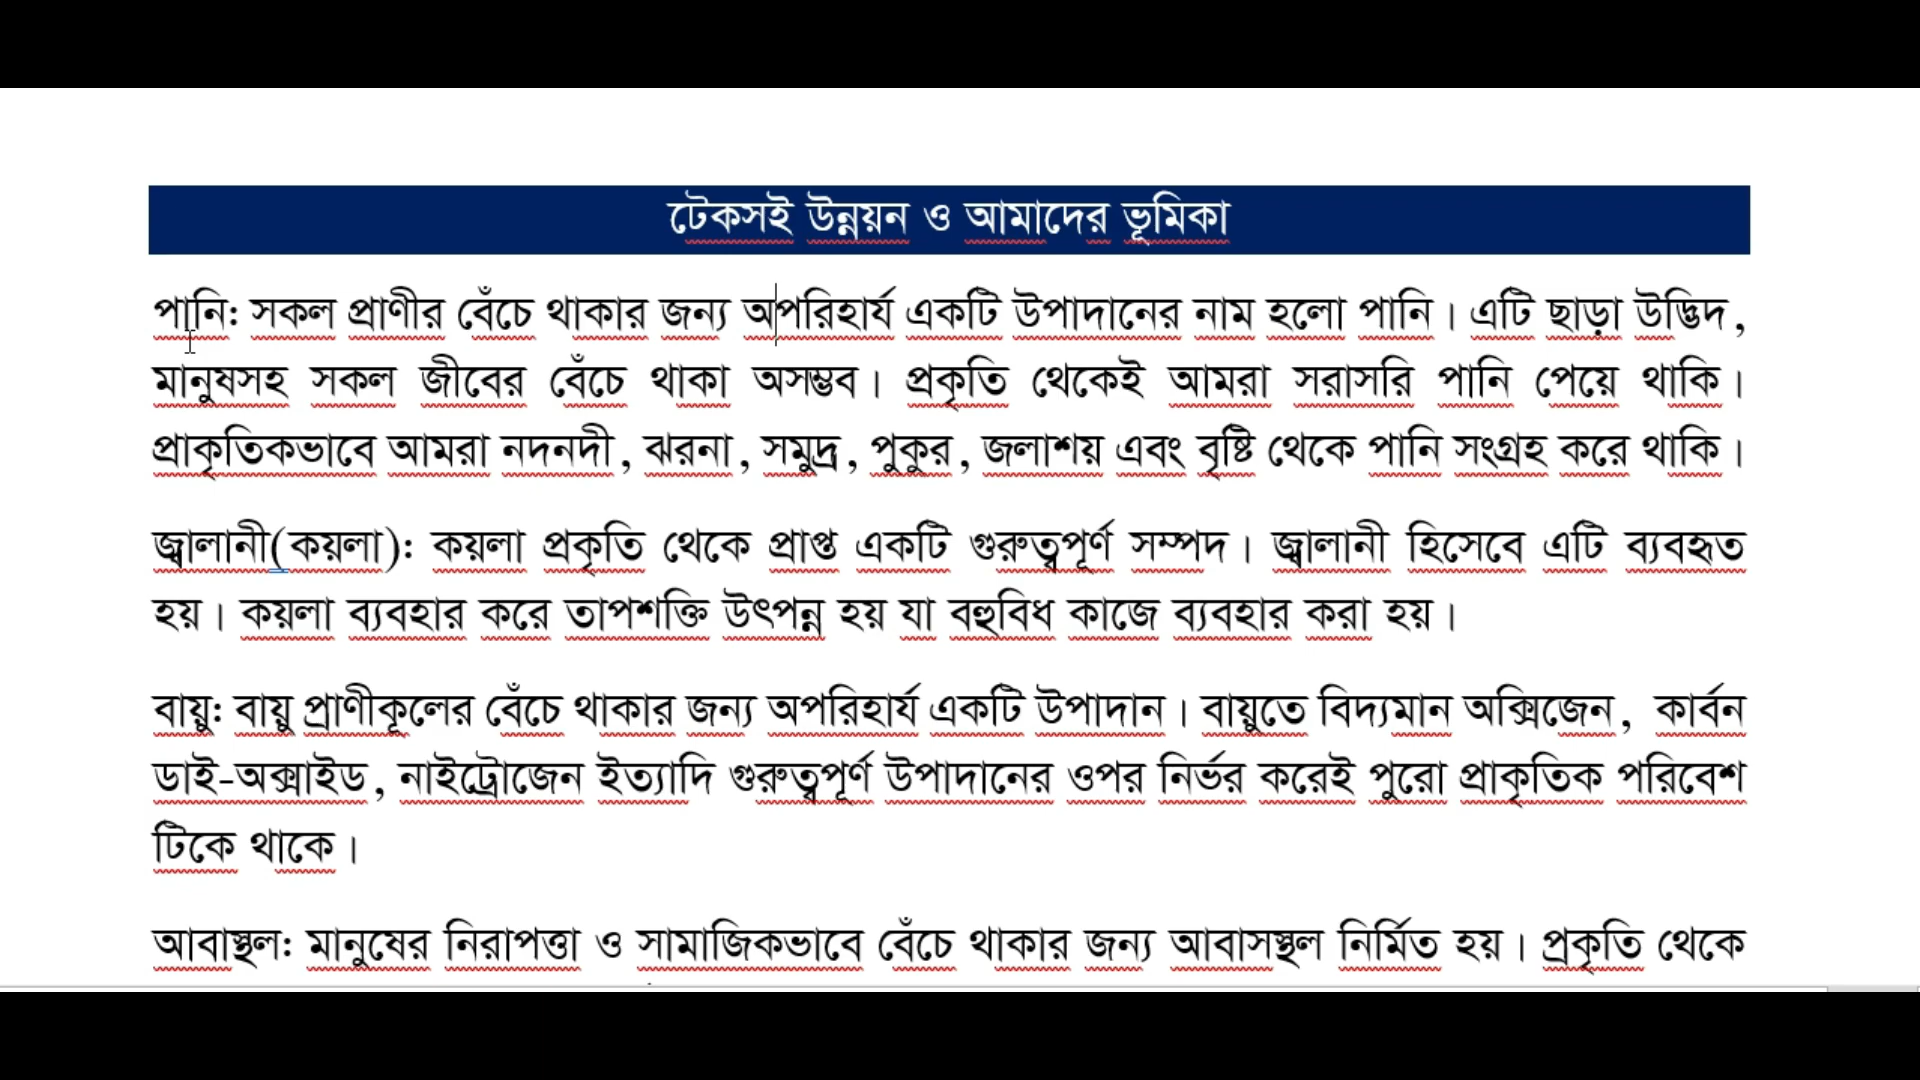 টেকসই উন্নয়ন ও আমাদের ভূমিকা
পানি: সকল প্রাণীর বেঁচে থাকার জন্য অপরিহার্য একটি উপাদানের নাম হলো পানি। এটি ছাড়া উদ্ভিদ,
মানুষসহ সকল জীবের বেঁচে থাকা অসম্ভব। প্রকৃতি থেকেই আমরা সরাসরি পানি পেয়ে থাকি।
প্রাকৃতিকভাবে আমরা নদনদী, ঝরনা, সমুদ্র, পুকুর, জলাশয় এবং বৃষ্টি থেকে পানি সংগ্রহ করে থাকি।
জ্বালানী(কয়লা): কয়লা প্রকৃতি থেকে প্রাপ্ত একটি গুরুত্বপূর্ণ সম্পদ। জ্বালানী হিসেবে এটি ব্যবহৃত
হয়। কয়লা ব্যবহার করে তাপশক্তি উৎপন্ন হয় যা বহুবিধ কাজে ব্যবহার করা হয়।
বায়ু: বায়ু প্রাণীকূলের বেঁচে থাকার জন্য অপরিহার্য একটি উপাদান। বায়ুতে বিদ্যমান অক্সিজেন, কার্বন
ডাই-অক্সাইড, নাইট্রোজেন ইত্যাদি গুরুত্বপূর্ণ উপাদানের ওপর নির্ভর করেই পুরো প্রাকৃতিক পরিবেশ
টিকে থাকে।
আবাস্থল: মানুষের নিরাপত্তা ও সামাজিকভাবে বেঁচে থাকার জন্য আবাসস্থল নির্মিত হয়। প্রকৃতি থেকে